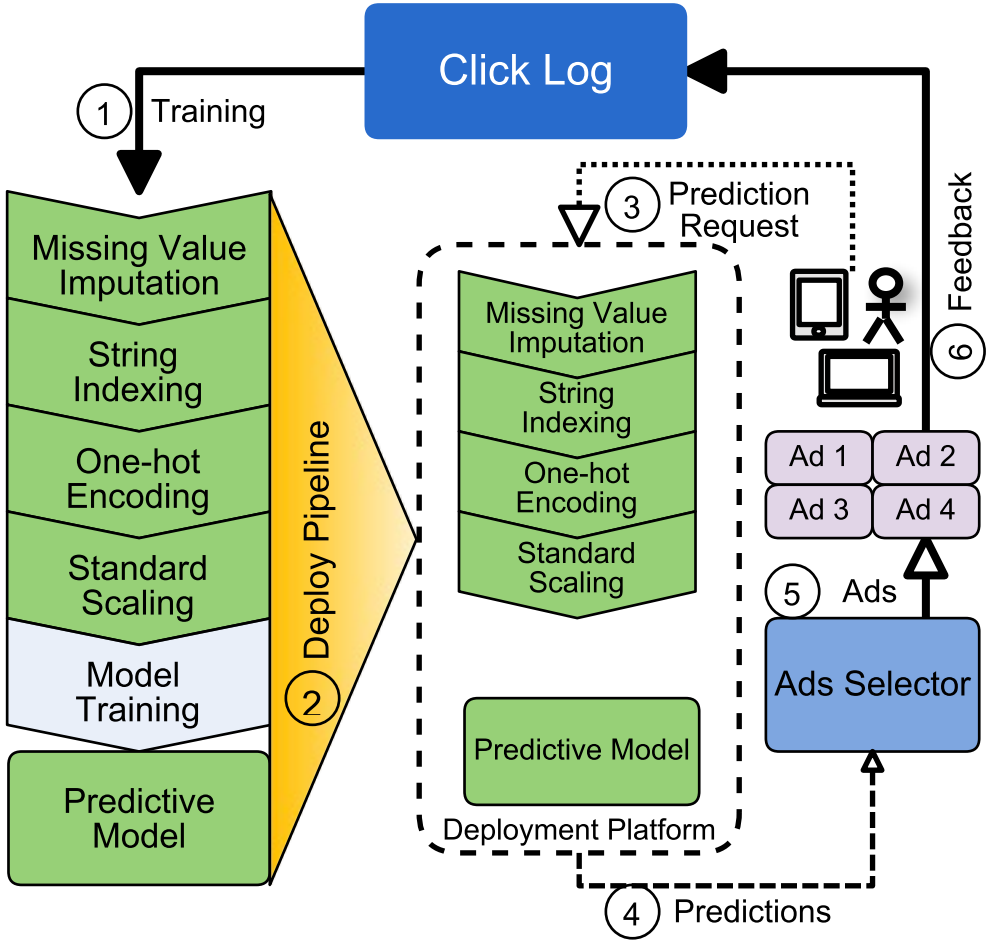 Click Log
1
Training
Missing Value
Imputation
String
Indexing
One-hot
Encoding
Standard
Scaling
Model
Training
Predictive
Model
2
Deploy Pipeline
3
Prediction
Request
Missing Value
Imputation
String
Indexing
One-hot
Encoding
Standard
Scaling
Predictive Model
Deployment Platform
4
Predictions
Ads Selector
5
Ads
Ad 1
Ad 2
Ad 3
Ad 4
6
Feedback